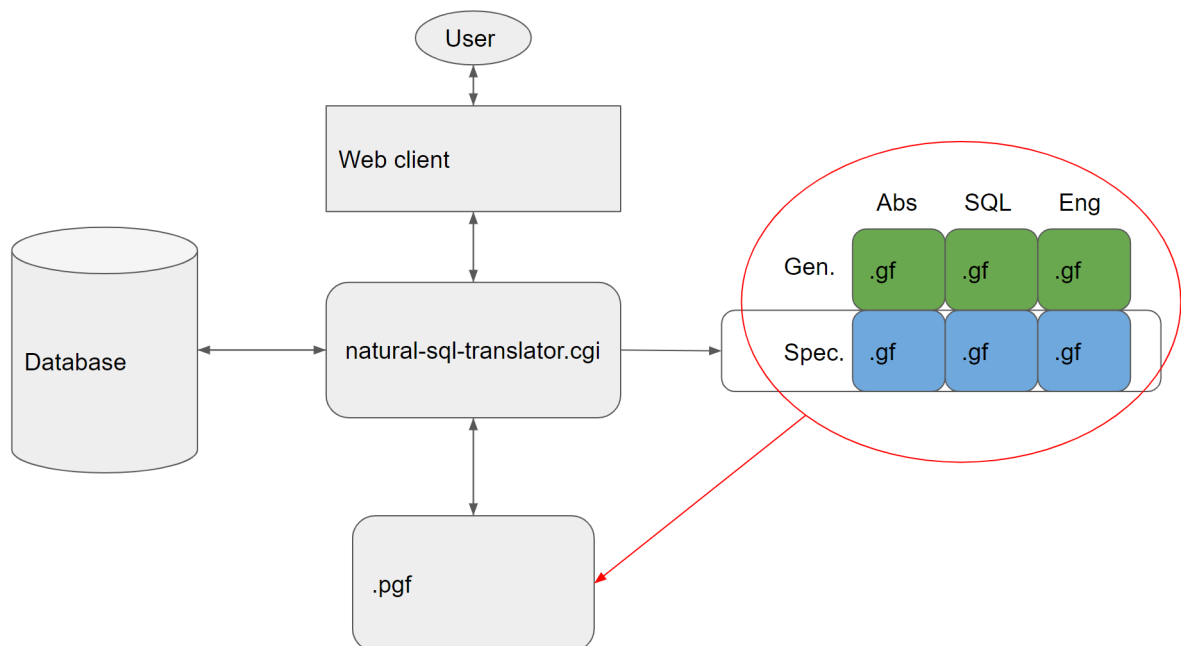 User
Web client
Abs SQL Eng
Gen. .gf .gf .gf
Database
natural-sql-translator.cgi
Spec. .gf .gf .gf
.pgf